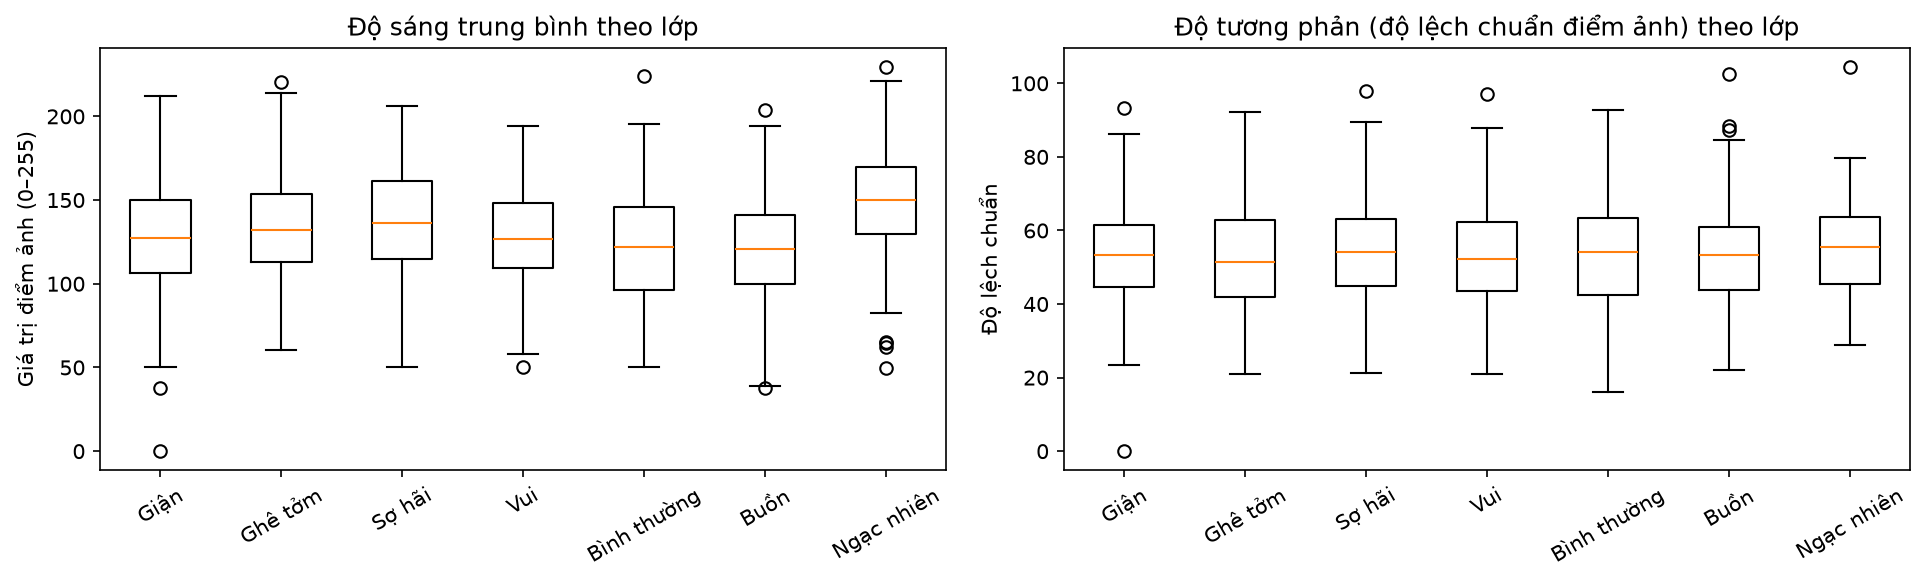 Độ sáng trung bình theo lớp
Giá trị điểm ảnh (0–255)
200
150
100
50
0
Giận
Ghê tởm
Sợ hãi
Vui
Bình thường
Buồn
Ngạc nhiên
Độ tương phản (độ lệch chuẩn điểm ảnh) theo lớp
Độ lệch chuẩn
100
80
60
40
20
0
Giận
Ghê tởm
Sợ hãi
Vui
Bình thường
Buồn
Ngạc nhiên